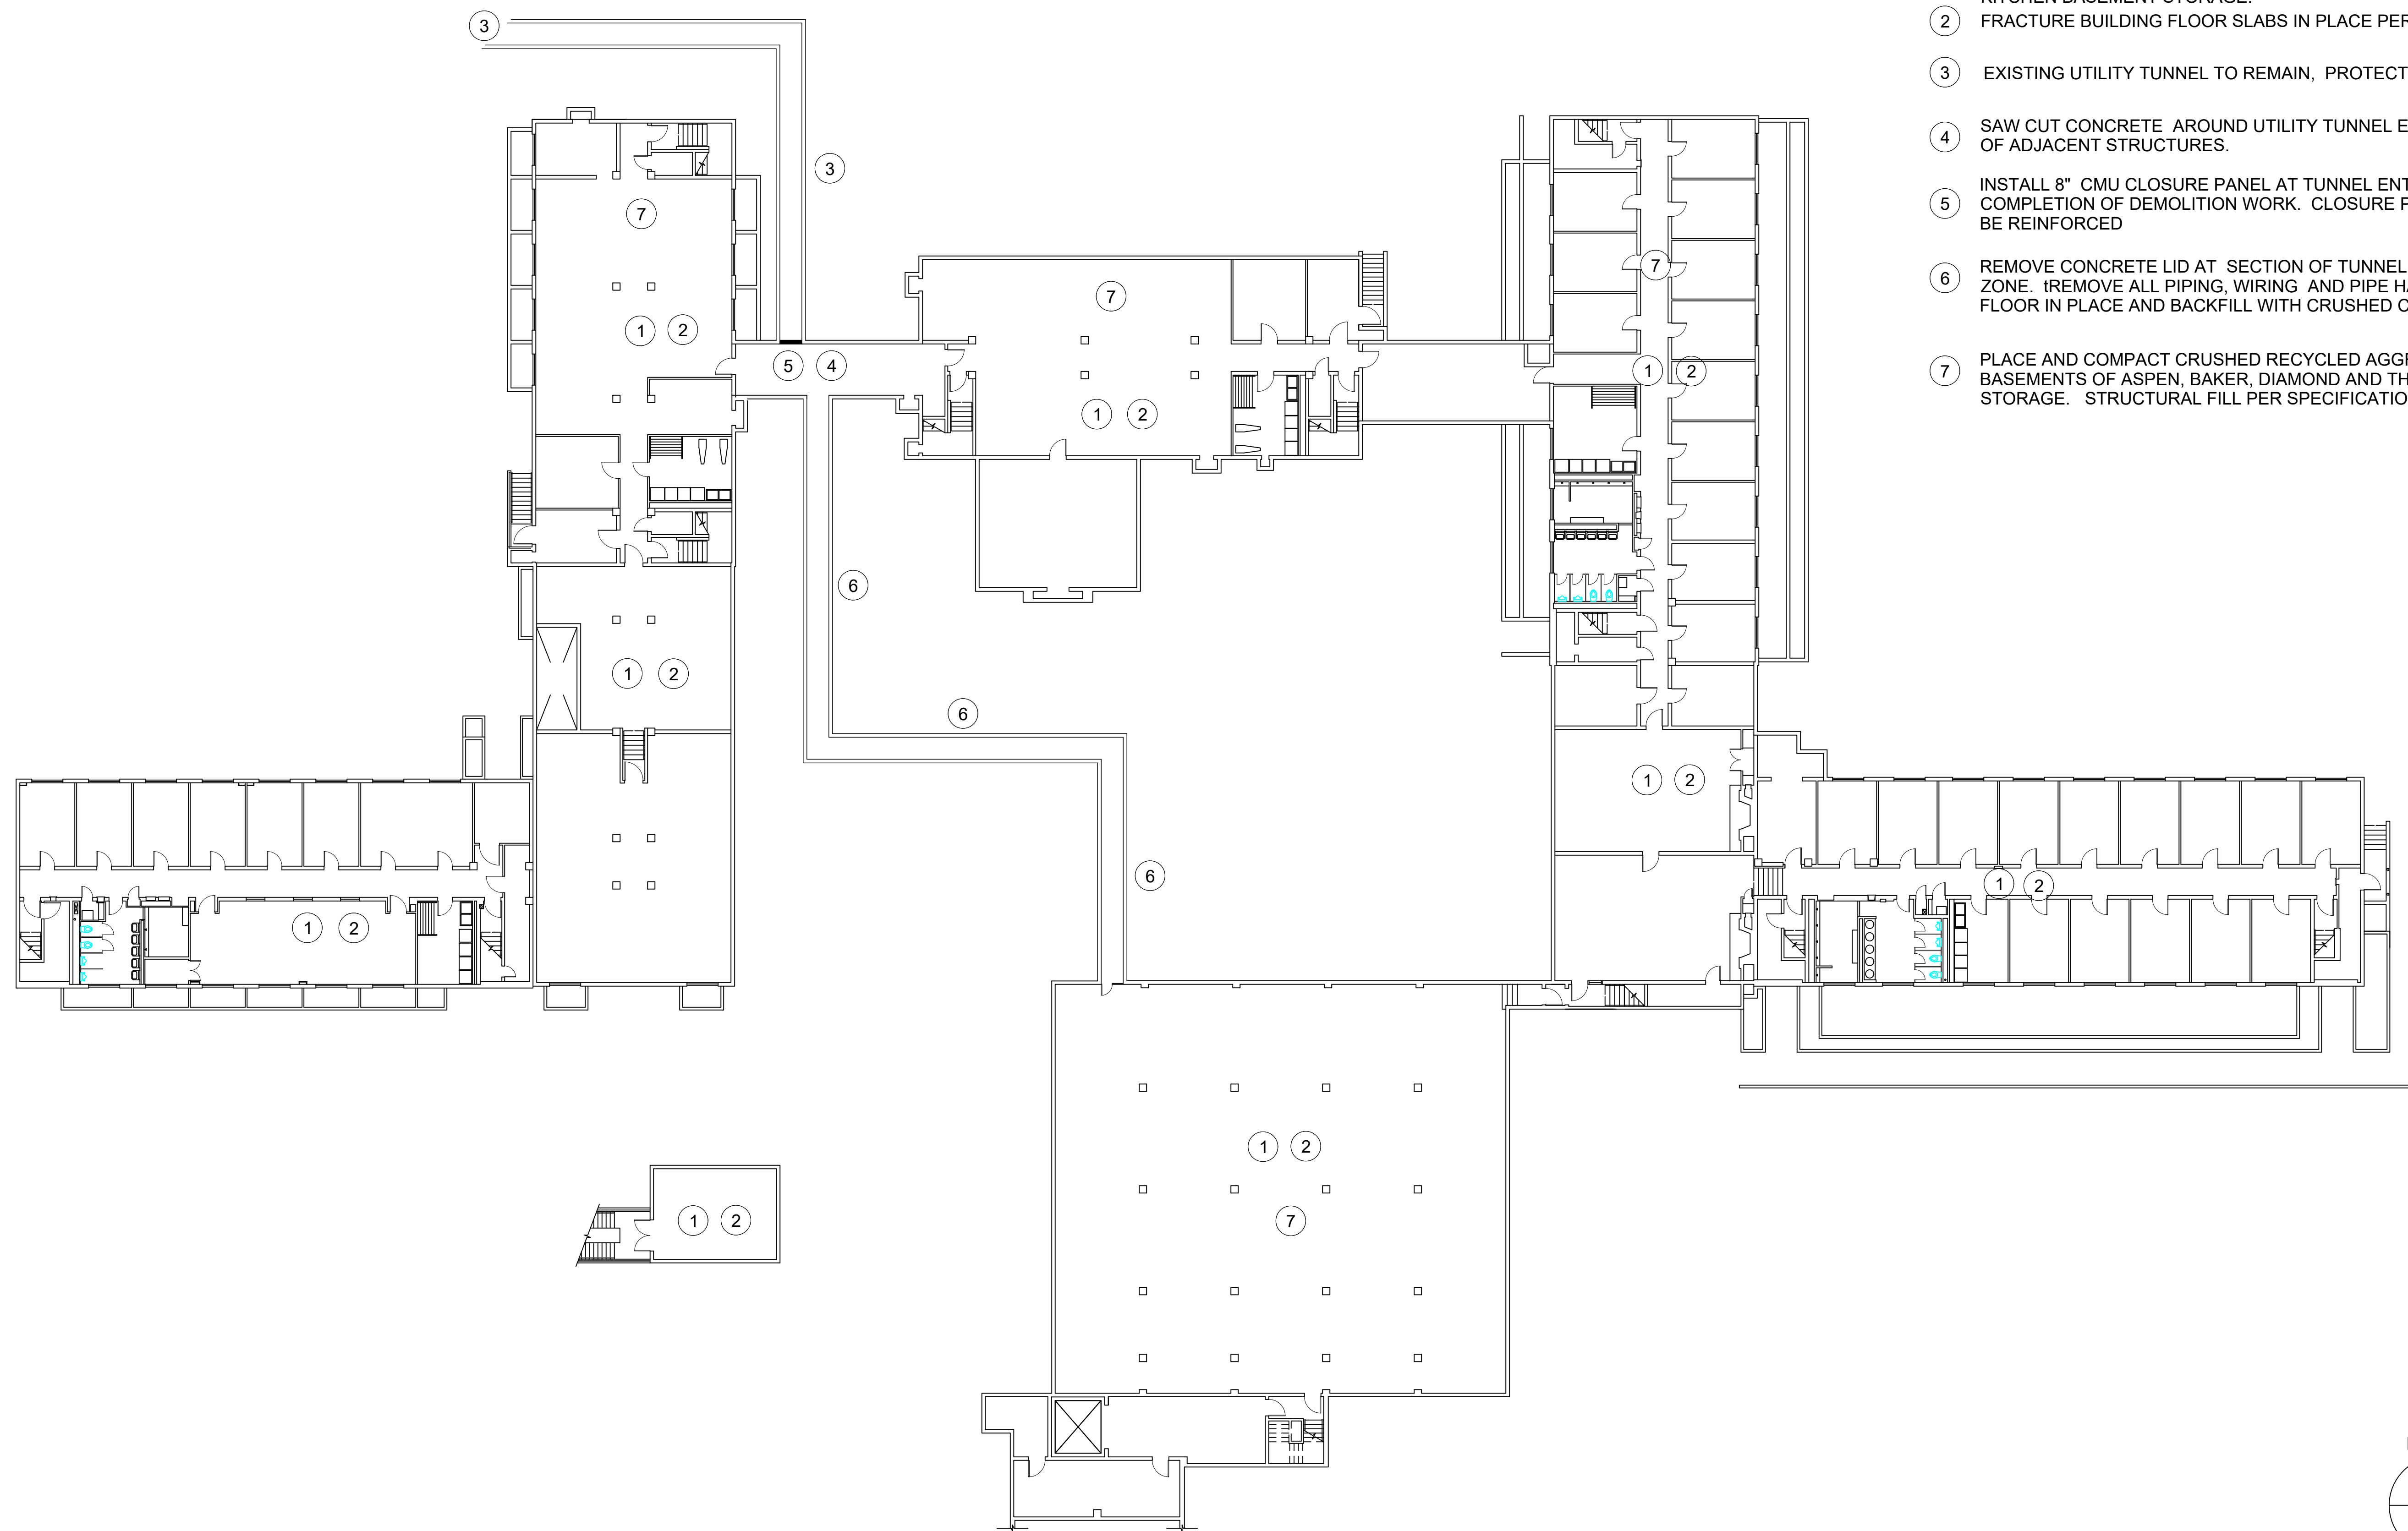 KITCHEN BASEMENT STORAGE.
2 FRACTURE BUILDING FLOOR SLABS IN PLACE PER
3 EXISTING UTILITY TUNNEL TO REMAIN, PROTECT
4 SAW CUT CONCRETE AROUND UTILITY TUNNEL E
OF ADJACENT STRUCTURES.
5 INSTALL 8" CMU CLOSURE PANEL AT TUNNEL ENT
COMPLETION OF DEMOLITION WORK. CLOSURE P
BE REINFORCED
6 REMOVE CONCRETE LID AT SECTION OF TUNNEL
ZONE. tREMOVE ALL PIPING, WIRING AND PIPE HA
FLOOR IN PLACE AND BACKFILL WITH CRUSHED C
7 PLACE AND COMPACT CRUSHED RECYCLED AGGR
BASEMENTS OF ASPEN, BAKER, DIAMOND AND TH
STORAGE. STRUCTURAL FILL PER SPECIFICATIO
3
3
7
7
7
1 2
5 4
1 2
1 2
6
1 2
6
1 2
6
1 2
1 2
1 2
1 2
7